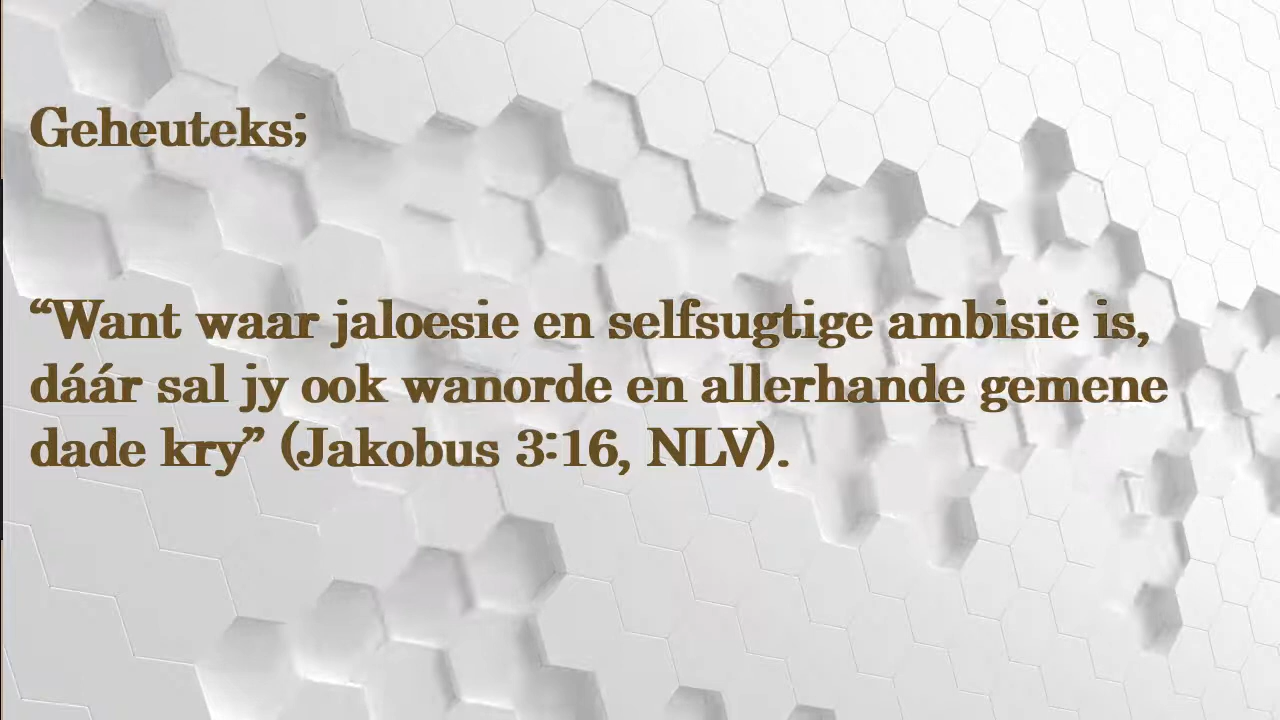 Geheuteks;
“Want waar jaloesie en selfsugtige ambisie is,
dáár sal jy ook wanorde en allerhande gemene
dade kry” (Jakobus 3:16, NLV).